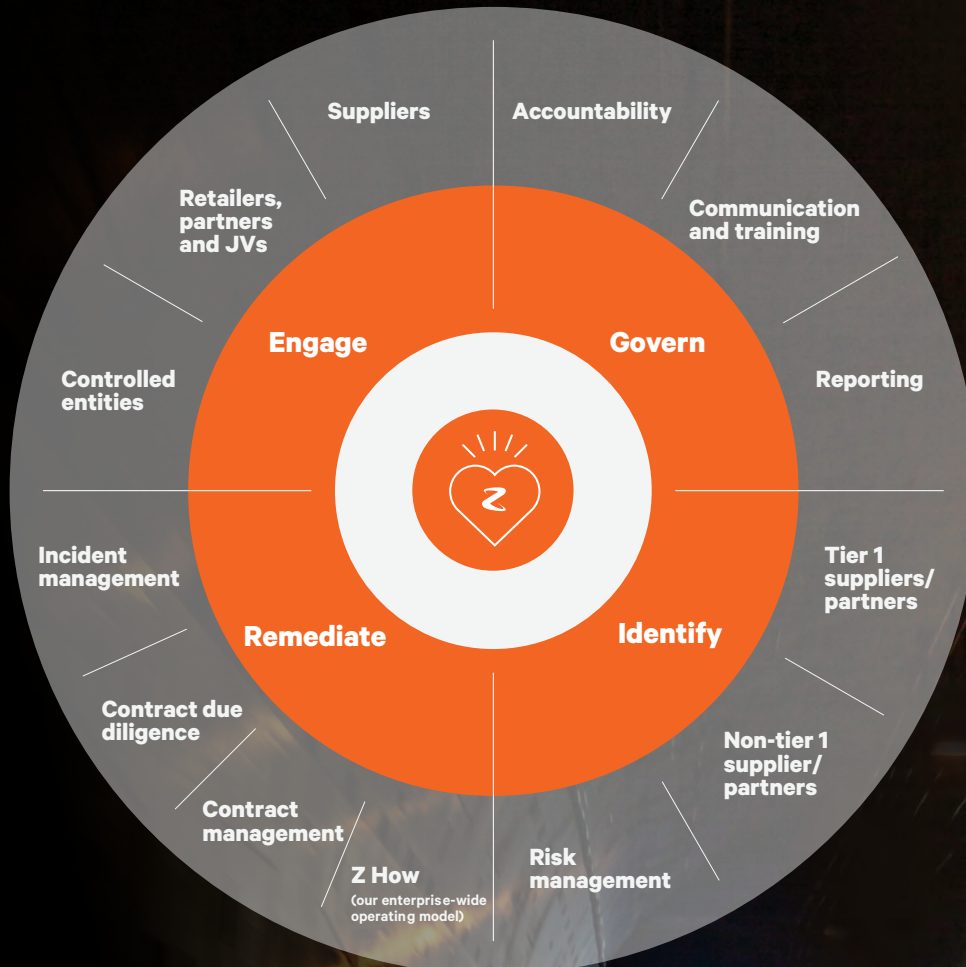 Suppliers
Accountability
Retailers,
partners
and JVs
Communication
and training
Engage
Govern
Controlled
entities
Reporting
Z
Incident
management
Tier 1
suppliers/
partners
Remediate
Identify
Contract due
diligence
Non-tier 1
supplier/
partners
Contract
management
Z How
(our enterprise-wide
operating model)
Risk
management